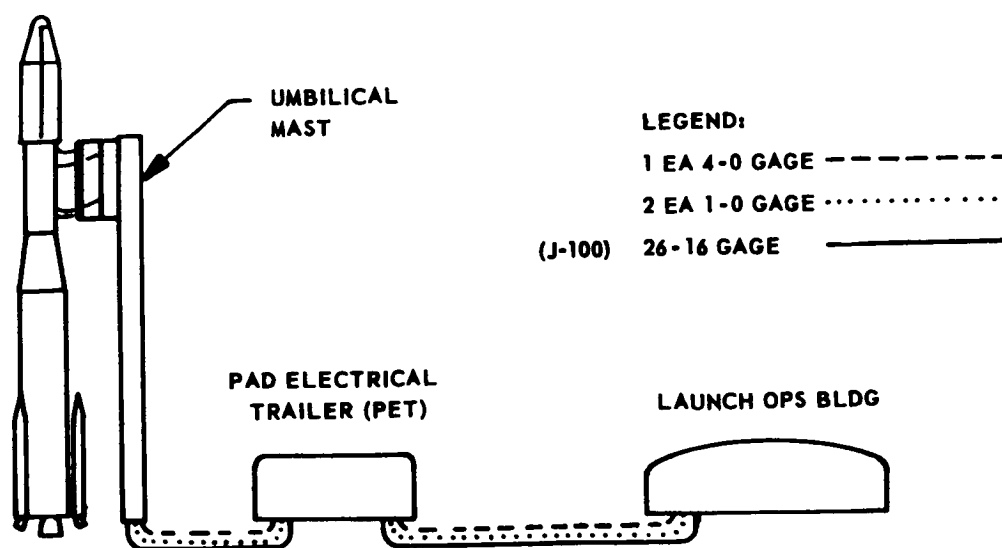 UMBILICAL
MAST
LEGEND:
1 EA 4-0 GAGE
2 EA 1-0 GAGE
(J-100) 26-16 GAGE
PAD ELECTRICAL
TRAILER (PET)
LAUNCH OPS BLDG